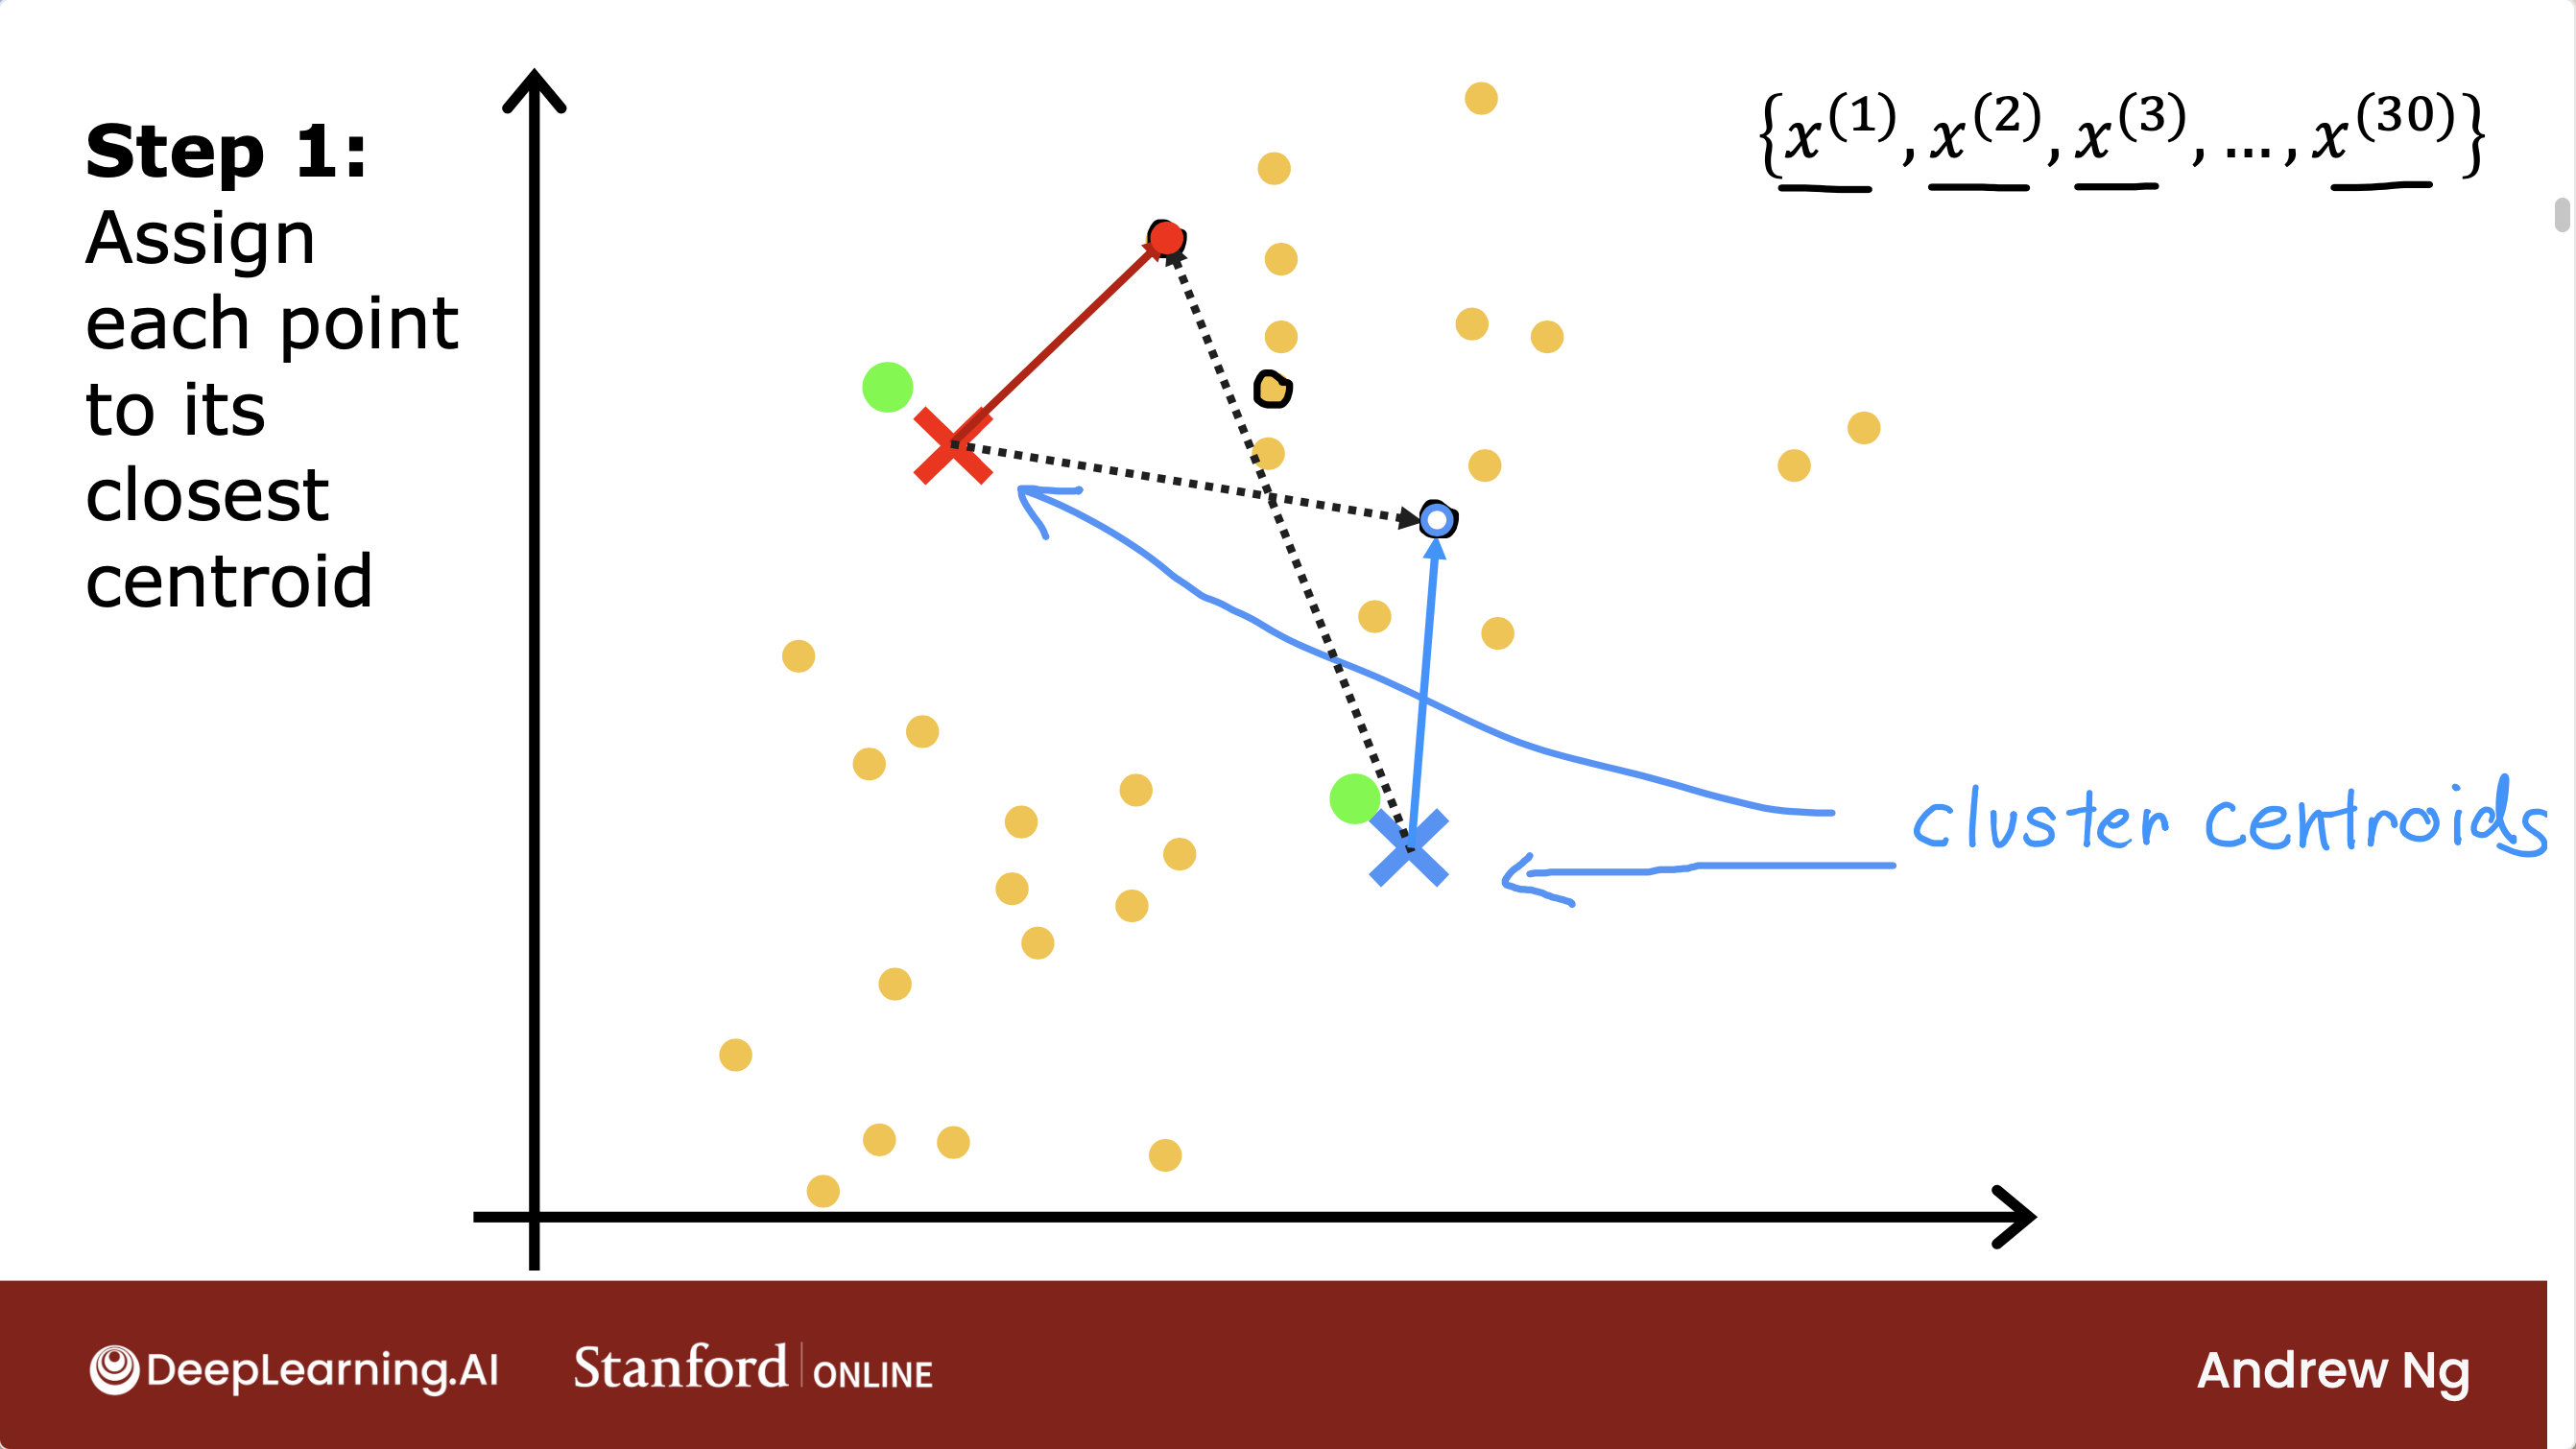 Step 1:
Assign
each point
to its
closest
centroid
{x^(1), x^(2), x^(3), ..., x^(30)}
cluster centroids
DeepLearning.AI
Stanford | ONLINE
Andrew Ng